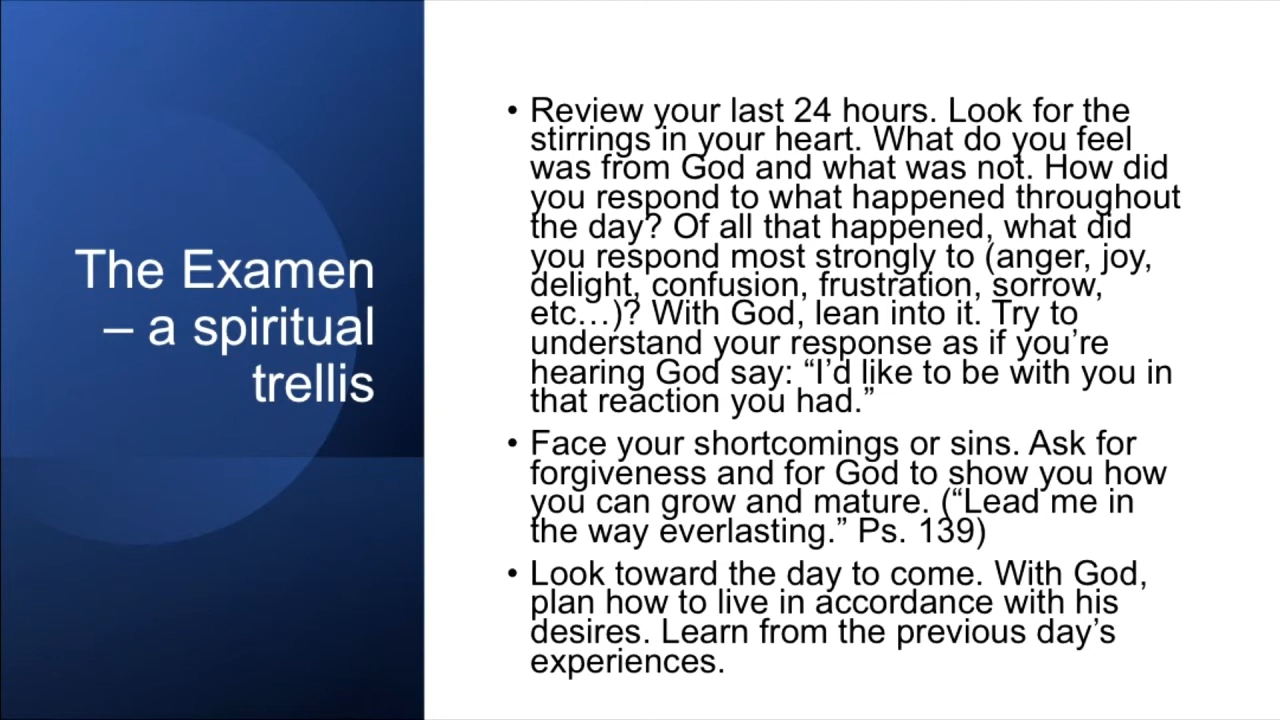 The Examen
– a spiritual
trellis
• Review your last 24 hours. Look for the
stirrings in your heart. What do you feel
was from God and what was not. How did
you respond to what happened throughout
the day? Of all that happened, what did
you respond most strongly to (anger, joy,
delight, confusion, frustration, sorrow,
etc…)? With God, lean into it. Try to
understand your response as if you’re
hearing God say: “I’d like to be with you in
that reaction you had.”
• Face your shortcomings or sins. Ask for
forgiveness and for God to show you how
you can grow and mature. (“Lead me in
the way everlasting.” Ps. 139)
• Look toward the day to come. With God,
plan how to live in accordance with his
desires. Learn from the previous day’s
experiences.